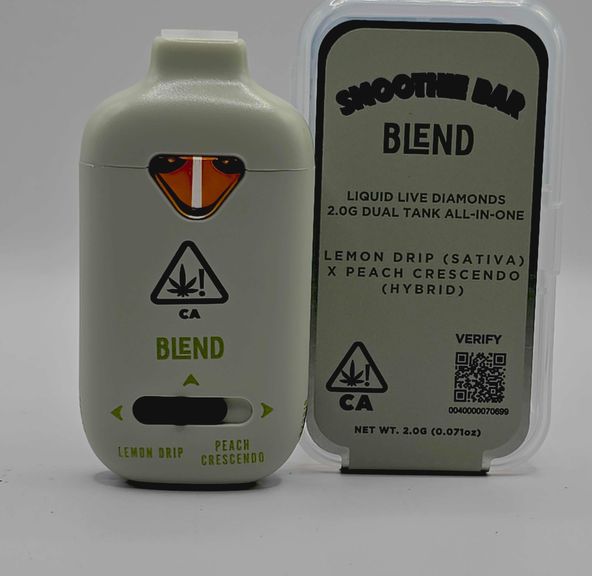 CA
BLEND
LEMON DRIP
PEACH
CRESCENDO
SMOOTHIE BAR
BLEND
LIQUID LIVE DIAMONDS
2.0G DUAL TANK ALL-IN-ONE
LEMON DRIP (SATIVA)
X PEACH CRESCENDO
(HYBRID)
VERIFY
CA
0040000070699
NET WT. 2.0G (0.071oz)